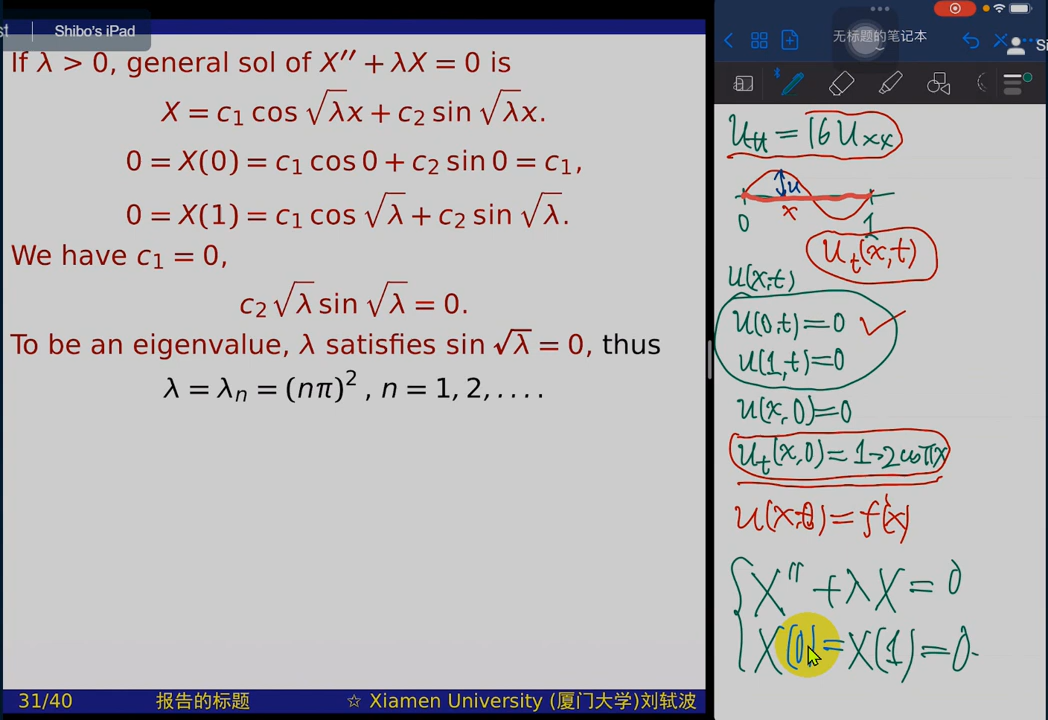 Shibo's iPad
If λ > 0, general sol of X″ + λX = 0 is
X = c₁ cos √λx + c₂ sin √λx.
0 = X(0) = c₁ cos 0 + c₂ sin 0 = c₁,
0 = X(1) = c₁ cos √λ + c₂ sin √λ.
We have c₁ = 0,
c₂√λ sin √λ = 0.
To be an eigenvalue, λ satisfies sin √λ = 0, thus
λ = λₙ = (nπ)², n = 1, 2, . . . .
31/40 报告的标题 ☆ Xiamen University (厦门大学)刘轼波
无标题的笔记本
Utt = 16 Uxx
u
0 x 1
Ut(x,t)
U(x,t)
U(0,t)=0
U(1,t)=0
U(x,0)=0
Ut(x,0)= 1-2cosπx
X″ + λX = 0
X(0)=X(1)=0.